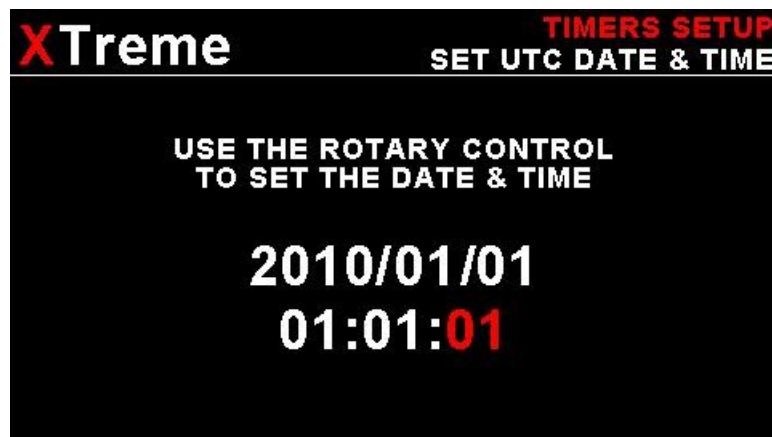 XTreme
TIMERS SETUP
SET UTC DATE & TIME
USE THE ROTARY CONTROL
TO SET THE DATE & TIME
2010/01/01
01:01:01